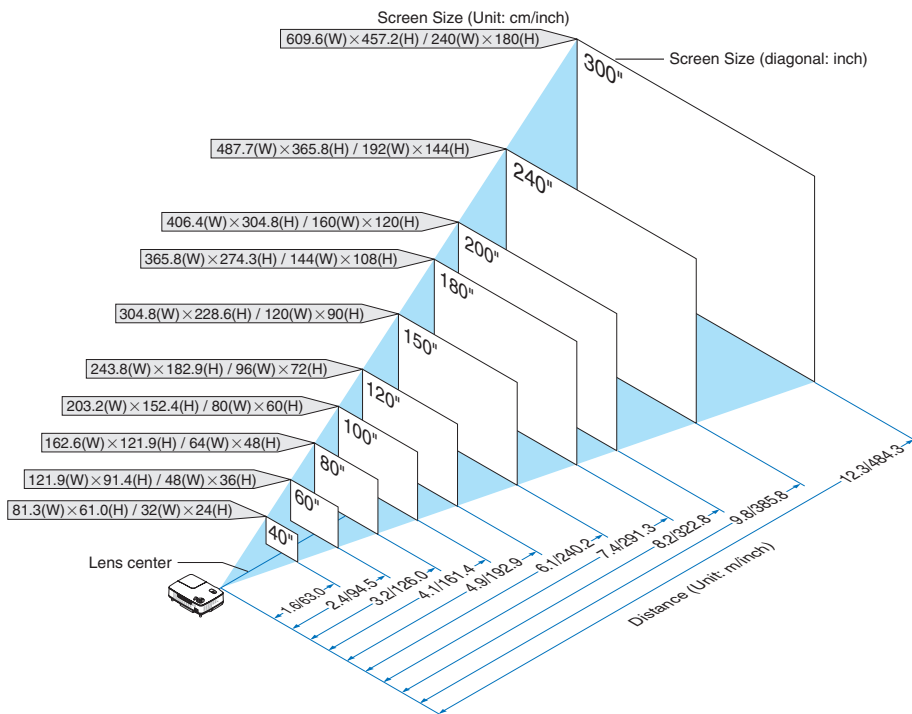 Screen Size (Unit: cm/inch)
609.6(W)×457.2(H) / 240(W)×180(H)
Screen Size (diagonal: inch)
300"
487.7(W)×365.8(H) / 192(W)×144(H)
240"
406.4(W)×304.8(H) / 160(W)×120(H)
200"
365.8(W)×274.3(H) / 144(W)×108(H)
180"
304.8(W)×228.6(H) / 120(W)×90(H)
150"
243.8(W)×182.9(H) / 96(W)×72(H)
120"
203.2(W)×152.4(H) / 80(W)×60(H)
100"
162.6(W)×121.9(H) / 64(W)×48(H)
80"
121.9(W)×91.4(H) / 48(W)×36(H)
60"
81.3(W)×61.0(H) / 32(W)×24(H)
40"
Lens center
1.6/63.0
2.4/94.5
3.2/126.0
4.1/161.4
4.9/192.9
6.1/240.2
7.4/291.3
8.2/322.8
9.8/385.8
12.3/484.3
Distance (Unit: m/inch)